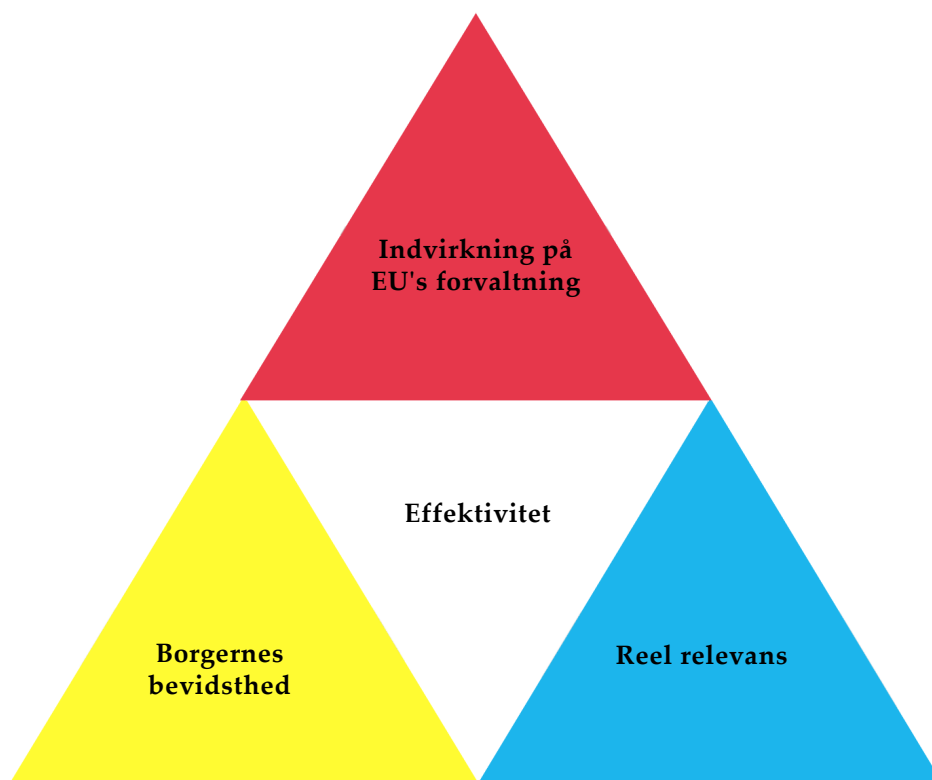 Indvirkning på
EU's forvaltning
Effektivitet
Borgernes
bevidsthed
Reel relevans